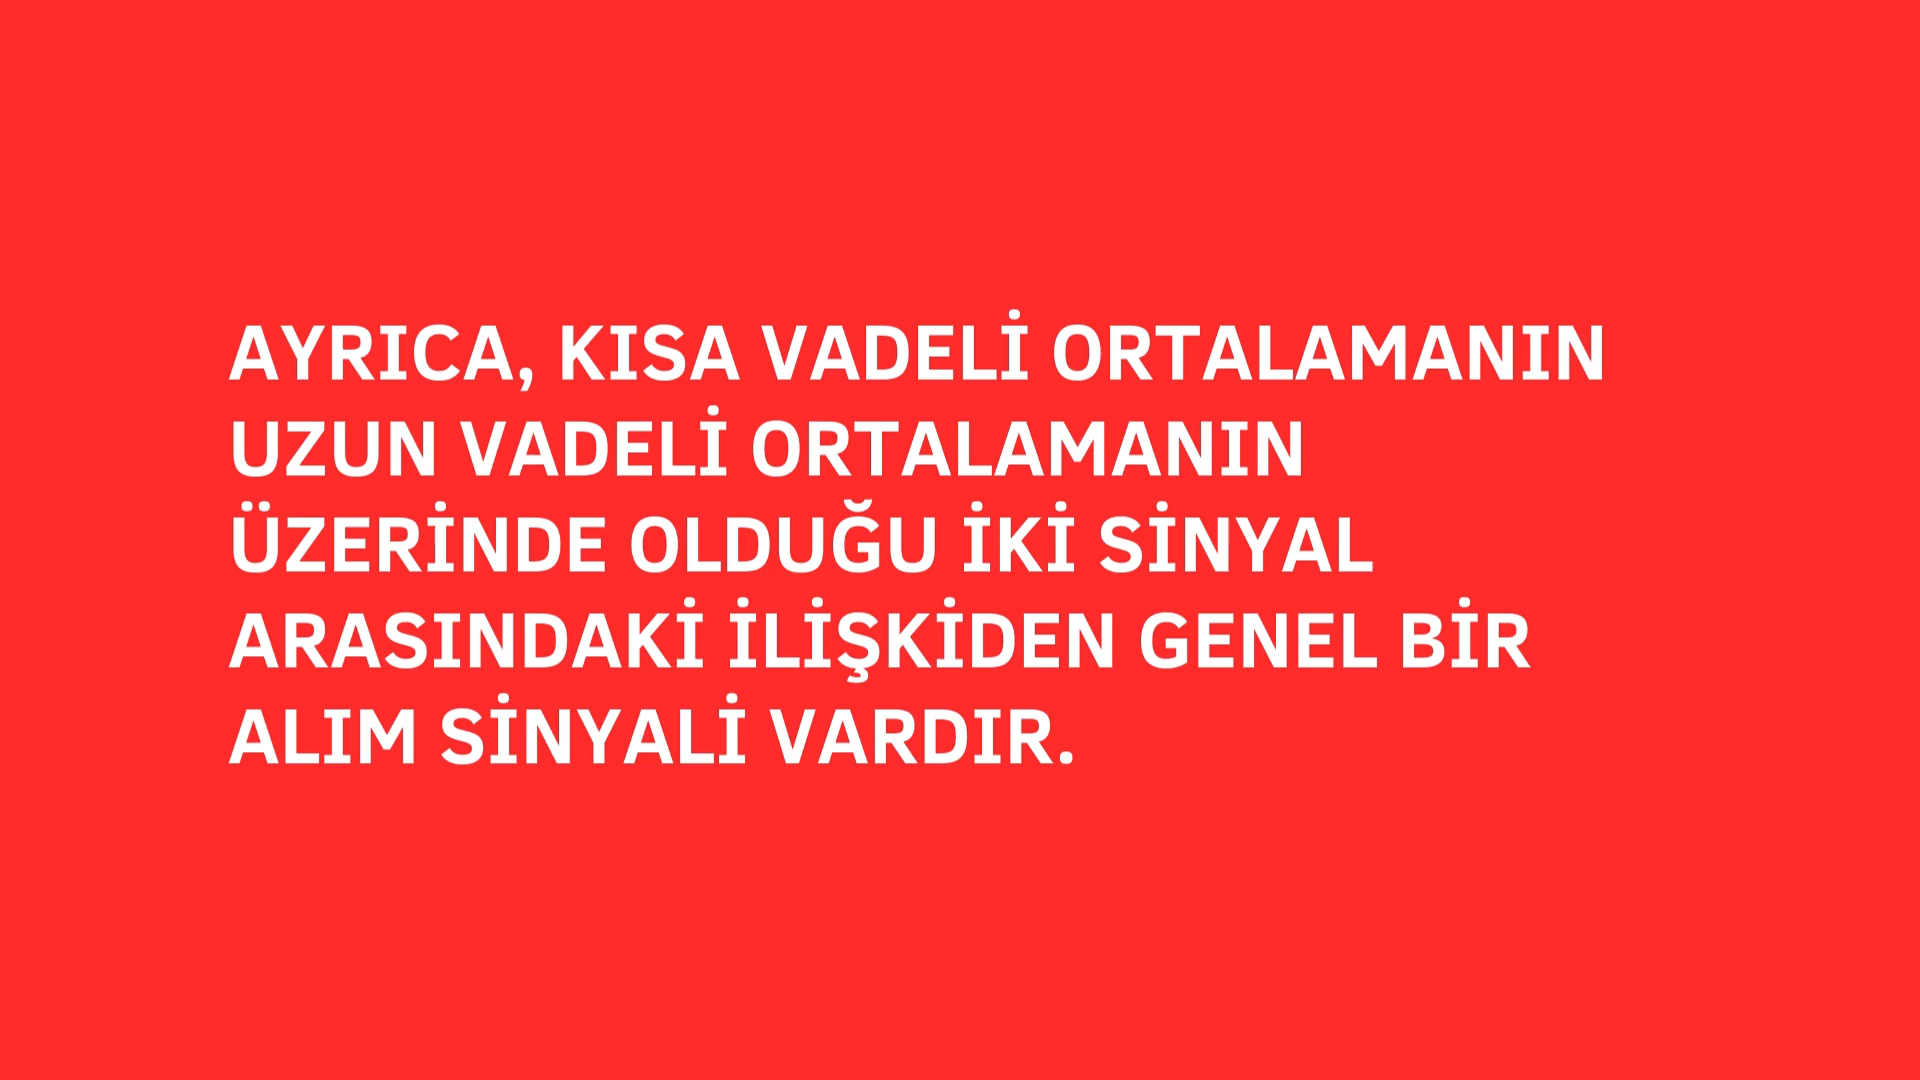 AYRICA, KISA VADELİ ORTALAMANIN
UZUN VADELİ ORTALAMANIN
ÜZERİNDE OLDUĞU İKİ SİNYAL
ARASINDAKİ İLİŞKİDEN GENEL BİR
ALIM SİNYALİ VARDIR.